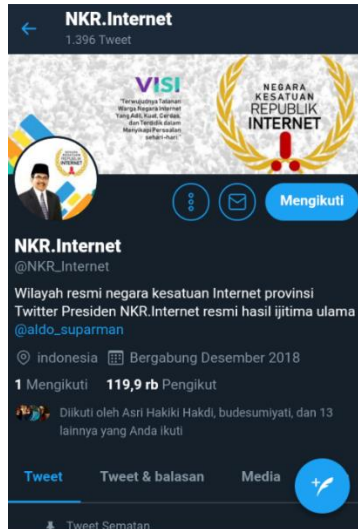 NKR.Internet
1.396 Tweet
VISI
"Terwujudnya Tatanan
Warga Negara Internet
Yang Adil, Kuat, Cerdas,
dan Terdidik dalam
Menyikapi Persoalan
sehari-hari."
NEGARA
KESATUAN
REPUBLIK
INTERNET
Mengikuti
NKR.Internet
@NKR_Internet
Wilayah resmi negara kesatuan Internet provinsi
Twitter Presiden NKR.Internet resmi hasil ijitima ulama
@aldo_suparman
indonesia Bergabung Desember 2018
1 Mengikuti 119,9 rb Pengikut
Diikuti oleh Asri Hakiki Hakdi, budesumiyati, dan 13
lainnya yang Anda ikuti
Tweet Tweet & balasan Media
Tweet Sematan